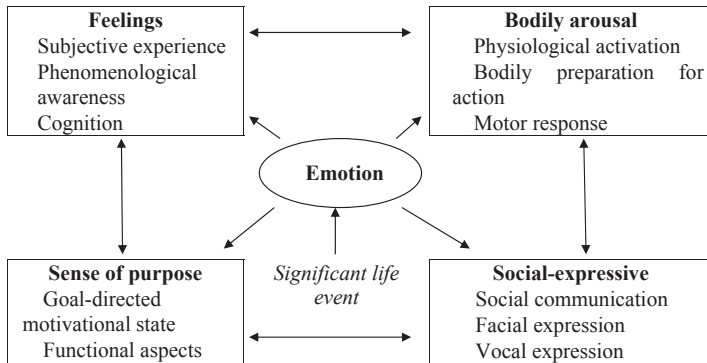 Feelings
Subjective experience
Phenomenological
awareness
Cognition
Bodily arousal
Physiological activation
Bodily preparation for
action
Motor response
Emotion
Sense of purpose
Goal-directed
motivational state
Functional aspects
Significant life
event
Social-expressive
Social communication
Facial expression
Vocal expression